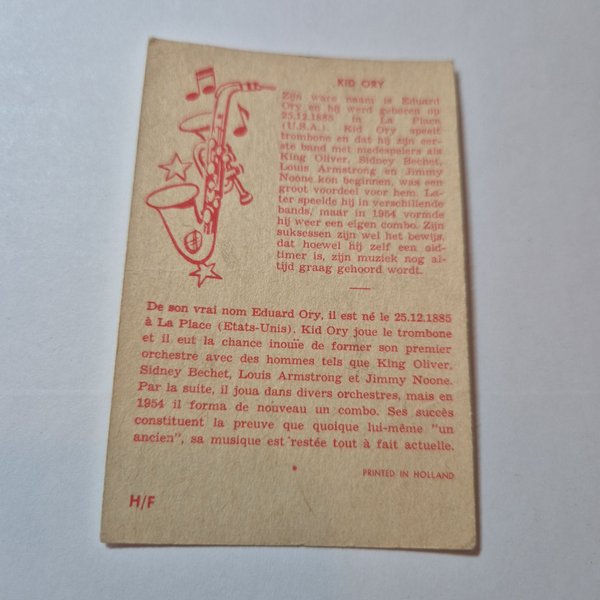 KID ORY
Zijn ware naam is Eduard
Ory en hij werd geboren op
25.12.1885 in La Place
(U.S.A.). Kid Ory speelt
trombone en dat hij zijn eer-
ste band met medespelers als
King Oliver, Sidney Bechet,
Louis Armstrong en Jimmy
Noone kon beginnen, was een
groot voordeel voor hem. La-
ter speelde hij in verschillende
bands, maar in 1954 vormde
hij weer een eigen combo. Zijn
suksessen zijn wel het bewijs,
dat hoewel hij zelf een old-
timer is, zijn muziek nog al-
tijd graag gehoord wordt.
De son vrai nom Eduard Ory, il est né le 25.12.1885
à La Place (Etats-Unis). Kid Ory joue le trombone
et il eut la chance inouïe de former son premier
orchestre avec des hommes tels que King Oliver,
Sidney Bechet, Louis Armstrong et Jimmy Noone.
Par la suite, il joua dans divers orchestres, mais en
1954 il forma de nouveau un combo. Ses succès
constituent la preuve que quoique lui-même "un
ancien", sa musique est restée tout à fait actuelle.
PRINTED IN HOLLAND
H/F